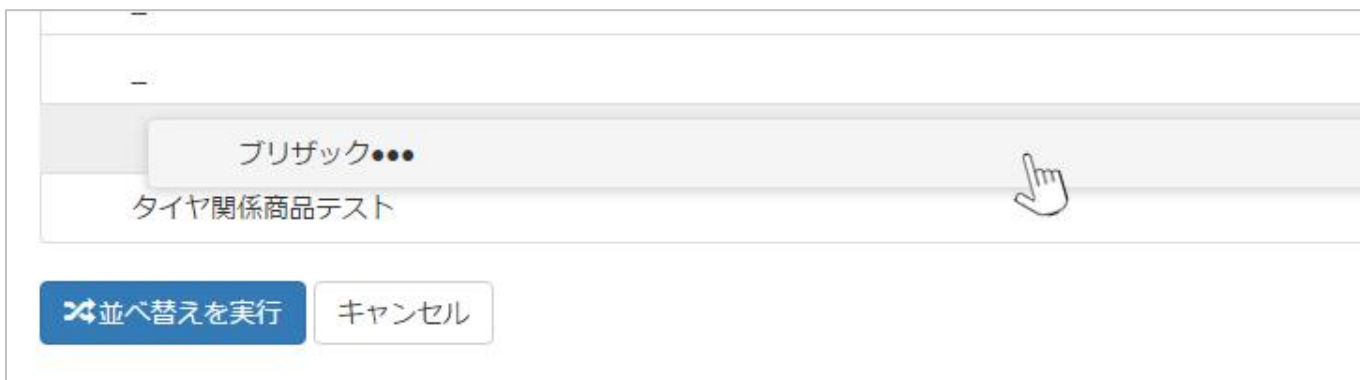 –
–
ブリザック●●●
タイヤ関係商品テスト
並べ替えを実行
キャンセル